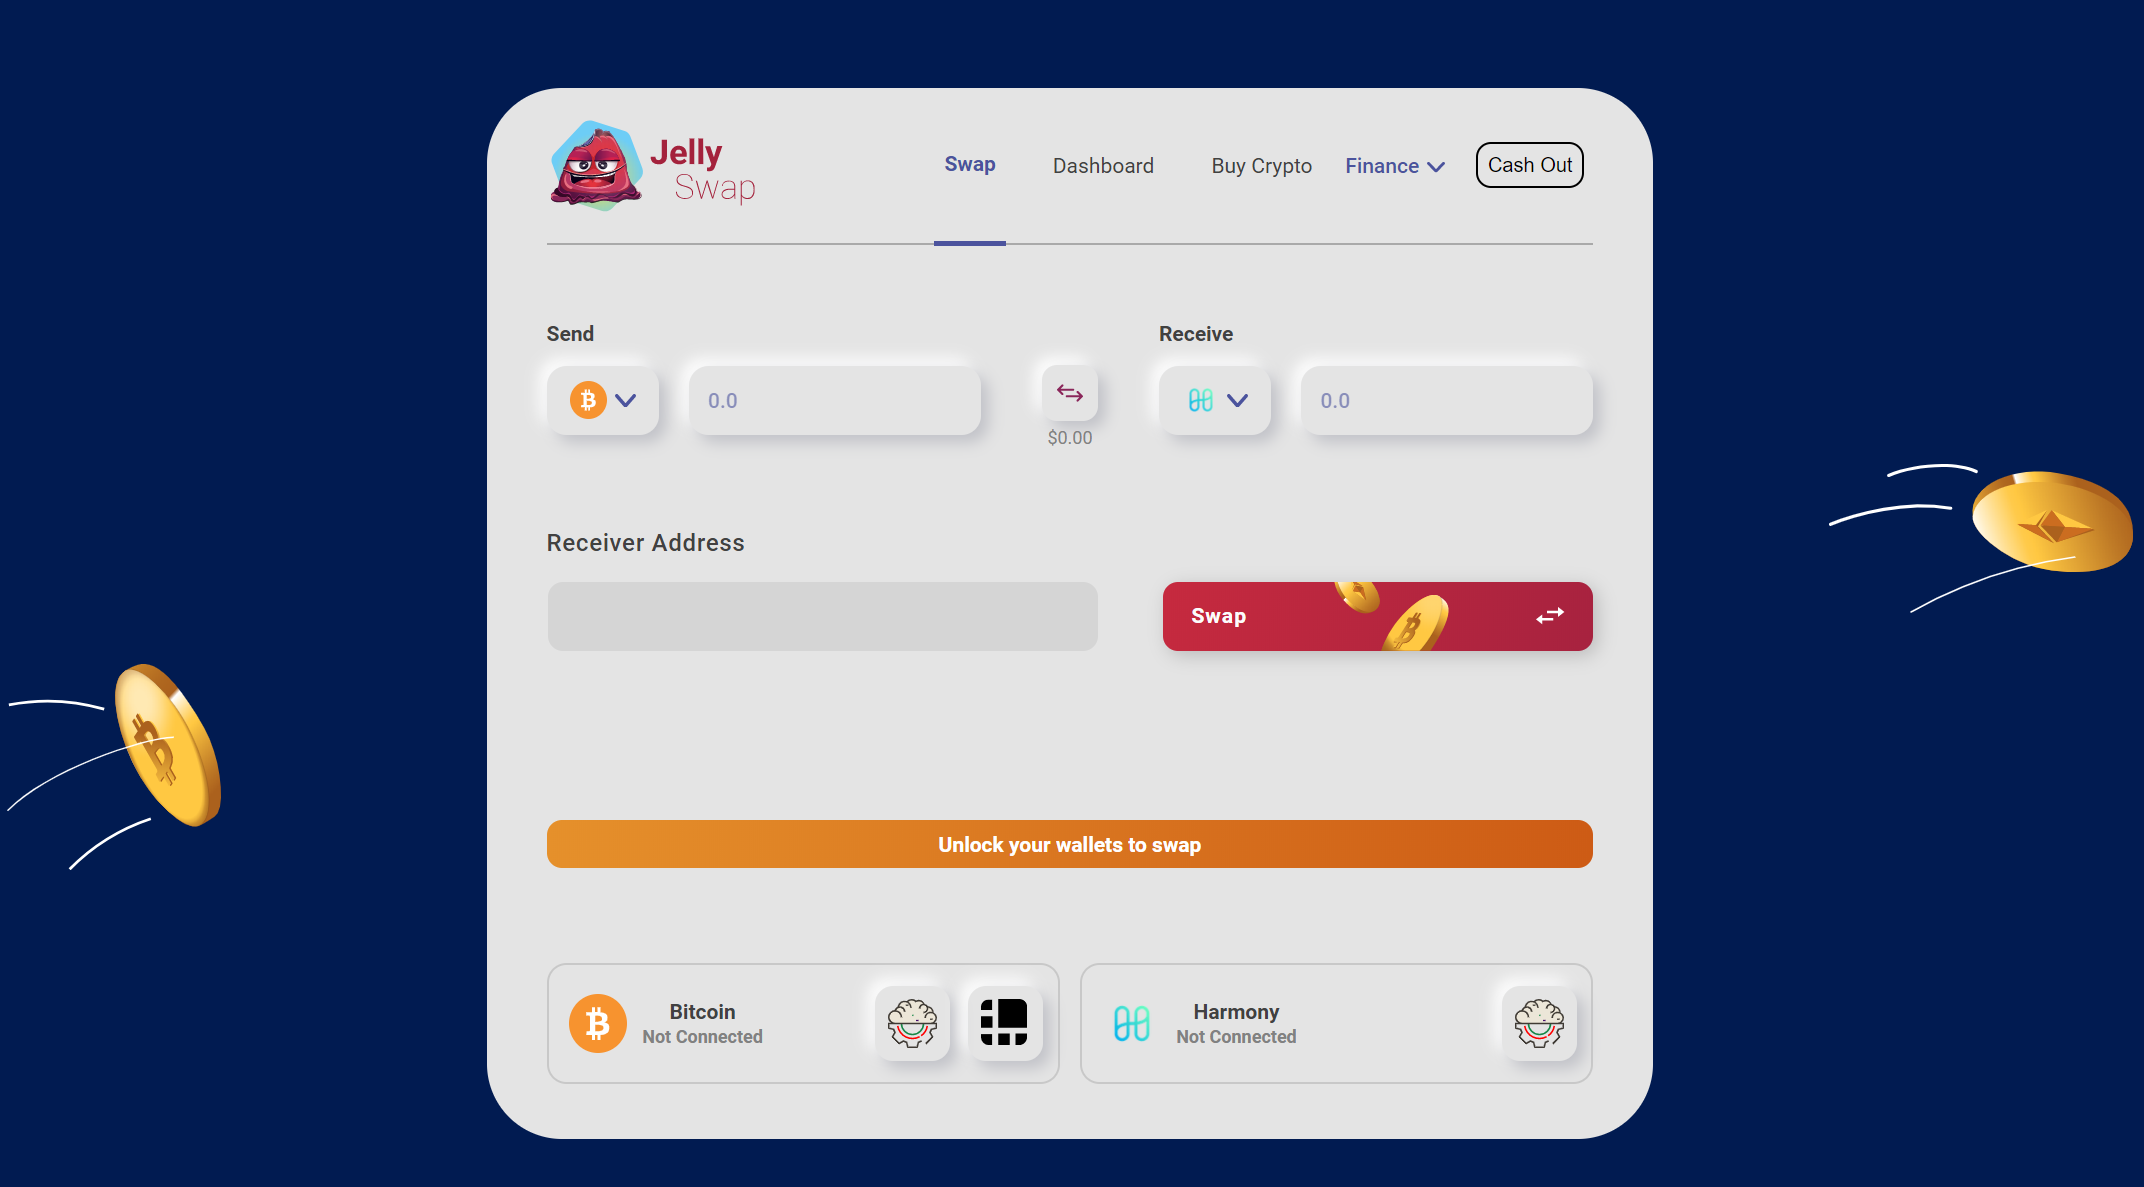 Jelly
Swap
Swap
Dashboard
Buy Crypto
Finance
Cash Out
Send
Receive
0.0
0.0
$0.00
Receiver Address
Swap
Unlock your wallets to swap
Bitcoin
Not Connected
Harmony
Not Connected